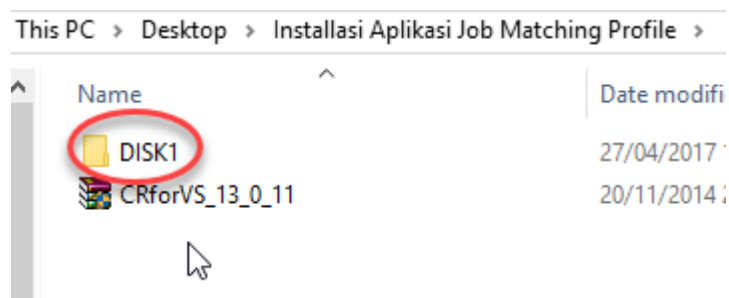 This PC > Desktop > Installasi Aplikasi Job Matching Profile >
Name Date modifi
DISK1 27/04/2017
CRforVS_13_0_11 20/11/2014